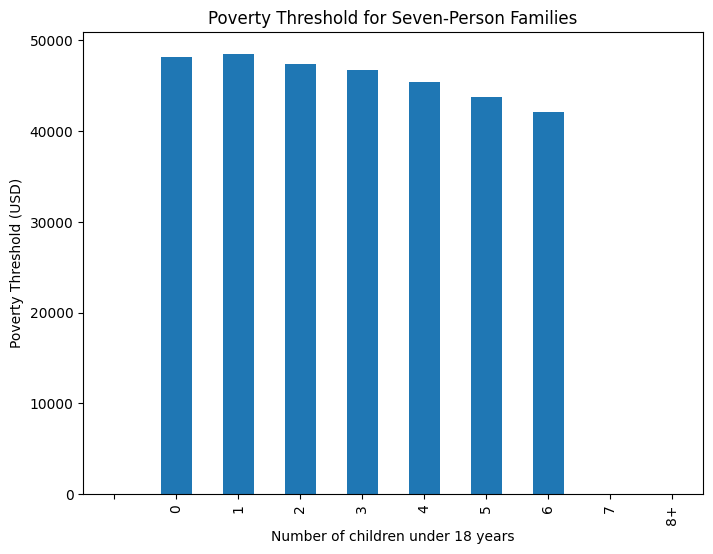 Poverty Threshold for Seven-Person Families
Poverty Threshold (USD)
50000
40000
30000
20000
10000
0
0 1 2 3 4 5 6 7 8+
Number of children under 18 years